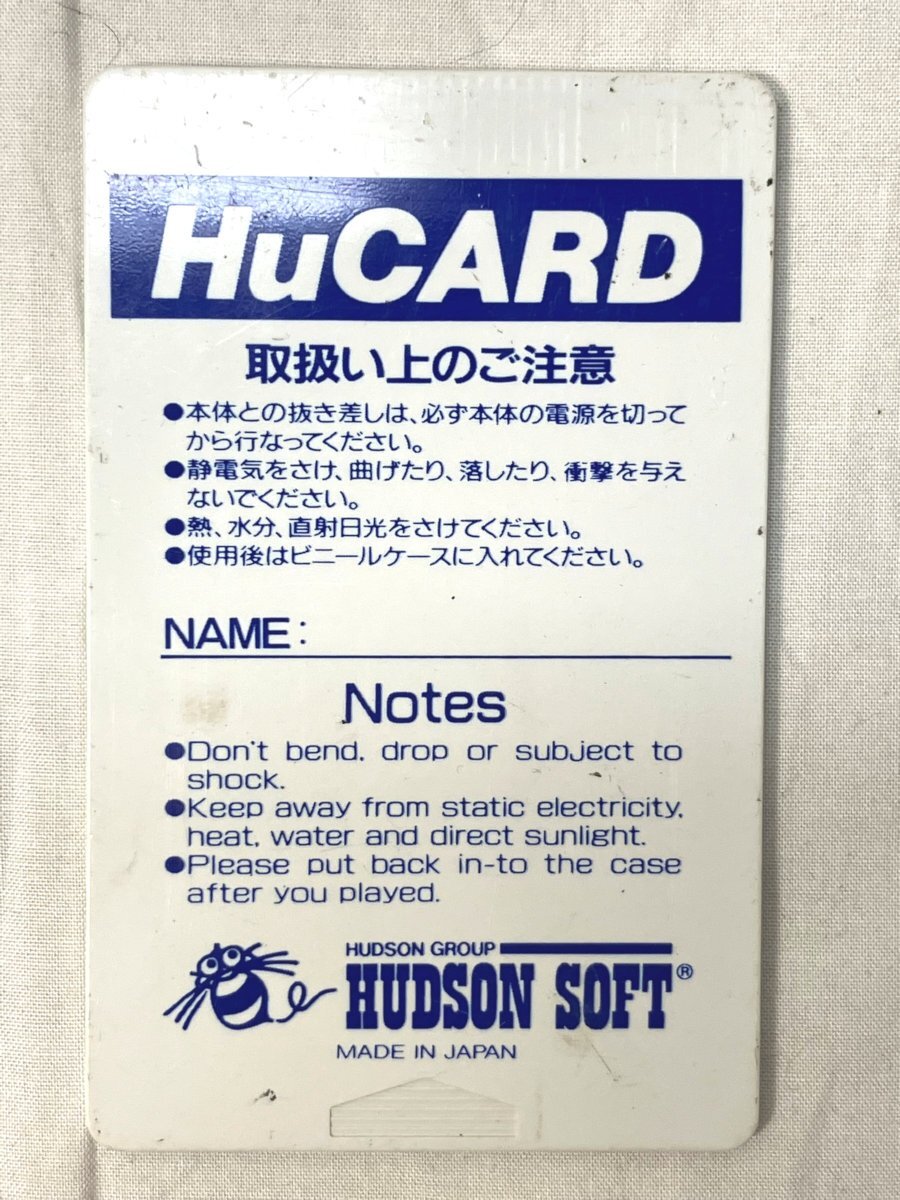 HuCARD
取扱い上のご注意
●本体との抜き差しは、必ず本体の電源を切って
から行なってください。
●静電気をさけ、曲げたり、落したり、衝撃を与え
ないでください。
●熱、水分、直射日光をさけてください。
●使用後はビニールケースに入れてください。
NAME:
Notes
●Don't bend, drop or subject to
shock.
●Keep away from static electricity,
heat, water and direct sunlight.
●Please put back in-to the case
after you played.
HUDSON GROUP
HUDSON SOFT®
MADE IN JAPAN